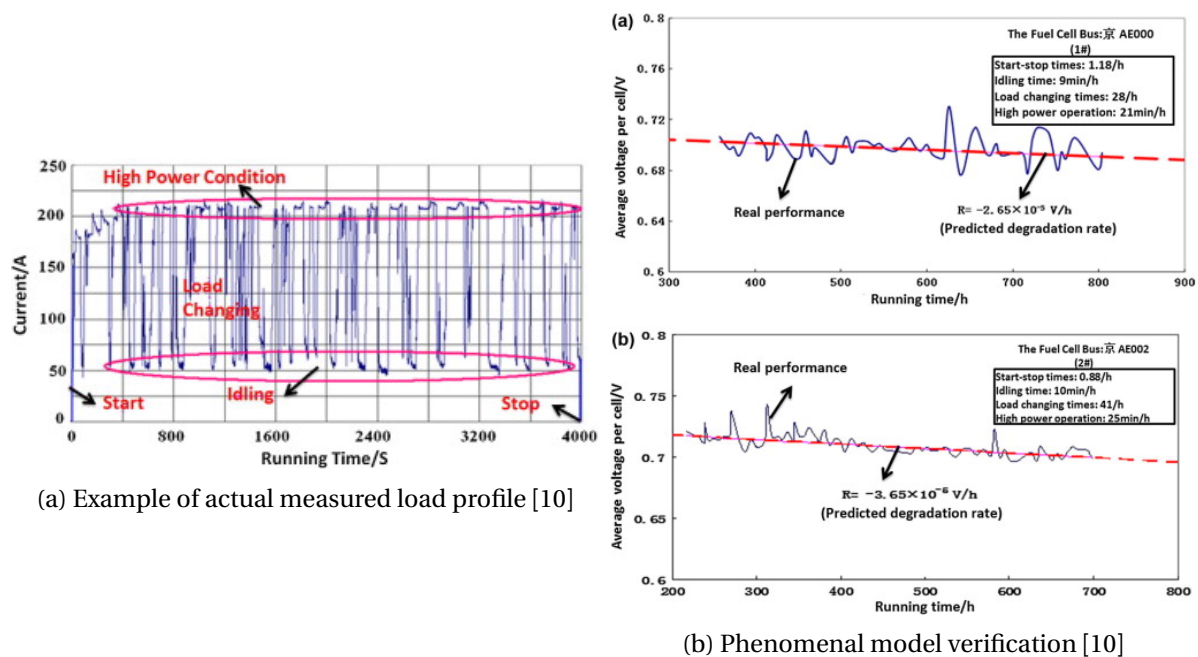 250
200
150
100
50
0
Current/A
High Power Condition
Load
Changing
Idling
Start
Stop
0
800
1600
2400
3200
4000
Running Time/S
(a) Example of actual measured load profile [10]
(a)
0.8
0.76
0.72
0.68
0.64
0.6
Average voltage per cell/V
The Fuel Cell Bus:京 AE000
(1#)
Start-stop times: 1.18/h
Idling time: 9min/h
Load changing times: 28/h
High power operation: 21min/h
Real performance
R= −2.65×10⁻⁵ V/h
(Predicted degradation rate)
300
400
500
600
700
800
900
Running time/h
(b)
0.8
0.75
0.7
0.65
0.6
Average voltage per cell/V
The Fuel Cell Bus:京 AE002
(2#)
Start-stop times: 0.88/h
Idling time: 10min/h
Load changing times: 41/h
High power operation: 25min/h
Real performance
R= −3.65×10⁻⁵ V/h
(Predicted degradation rate)
200
300
400
500
600
700
800
Running time/h
(b) Phenomenal model verification [10]